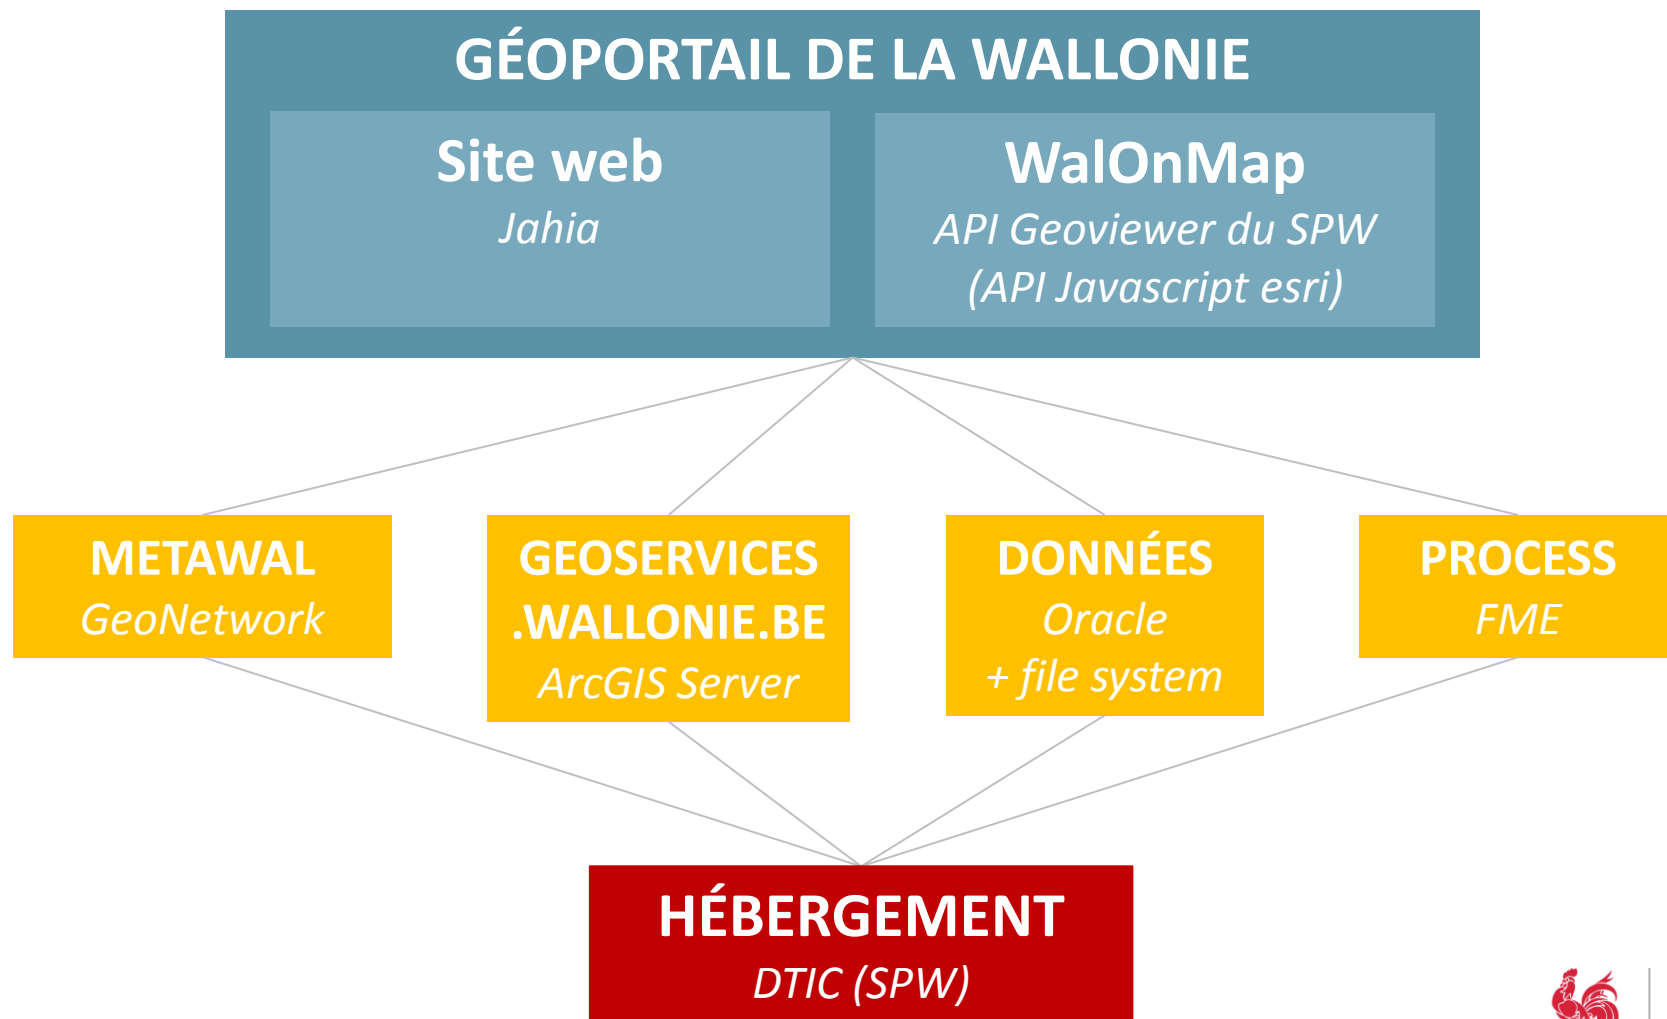 GÉOPORTAIL DE LA WALLONIE
Site web
Jahia
WalOnMap
API Geoviewer du SPW
(API Javascript esri)
METAWAL
GeoNetwork
GEOSERVICES
.WALLONIE.BE
ArcGIS Server
DONNÉES
Oracle
+ file system
PROCESS
FME
HÉBERGEMENT
DTIC (SPW)